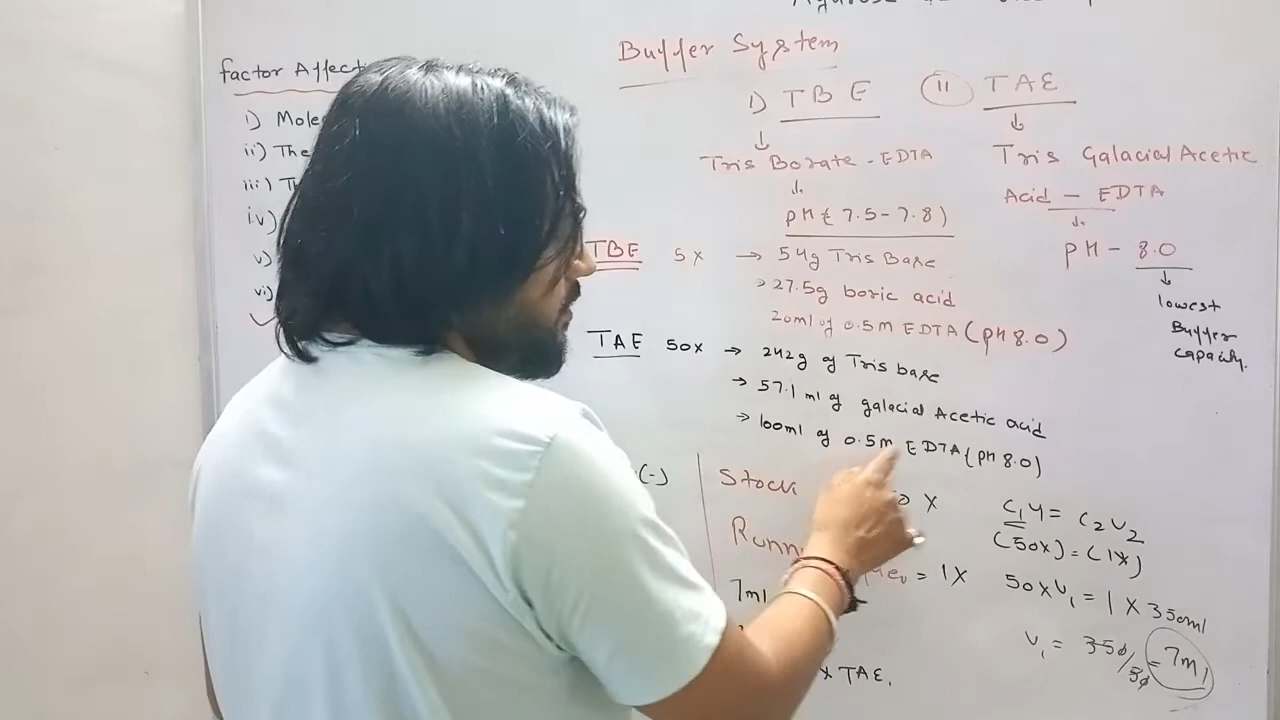 Buffer System
factor Affecti
i) Mole
ii) The
iii) T
iv)
v)
vi)
i) TBE
ii TAE
Tris Borate - EDTA
Tris Galacial Acetic
Acid - EDTA
pH (7.5 - 7.8)
pH - 8.0
lowest
Buffer
capacity.
TBE 5x → 54g Tris Base
→ 27.5g boric acid
20ml of 0.5M EDTA (pH 8.0)
TAE 50x → 242g of Tris base
→ 57.1 ml of galacial Acetic acid
→ 100ml of 0.5m EDTA (pH 8.0)
(-)
Stock X
Runn = 1X
7ml
x TAE.
C1V = C2V2
(50x) = (1x)
50xV1 = 1 X 350ml
V1 = 350/50 = 7ml